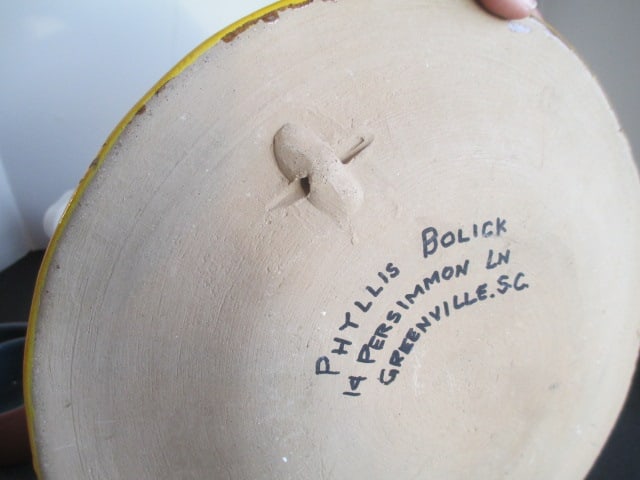 PHYLLIS BOLICK
14 PERSIMMON LN
GREENVILLE.S.C.